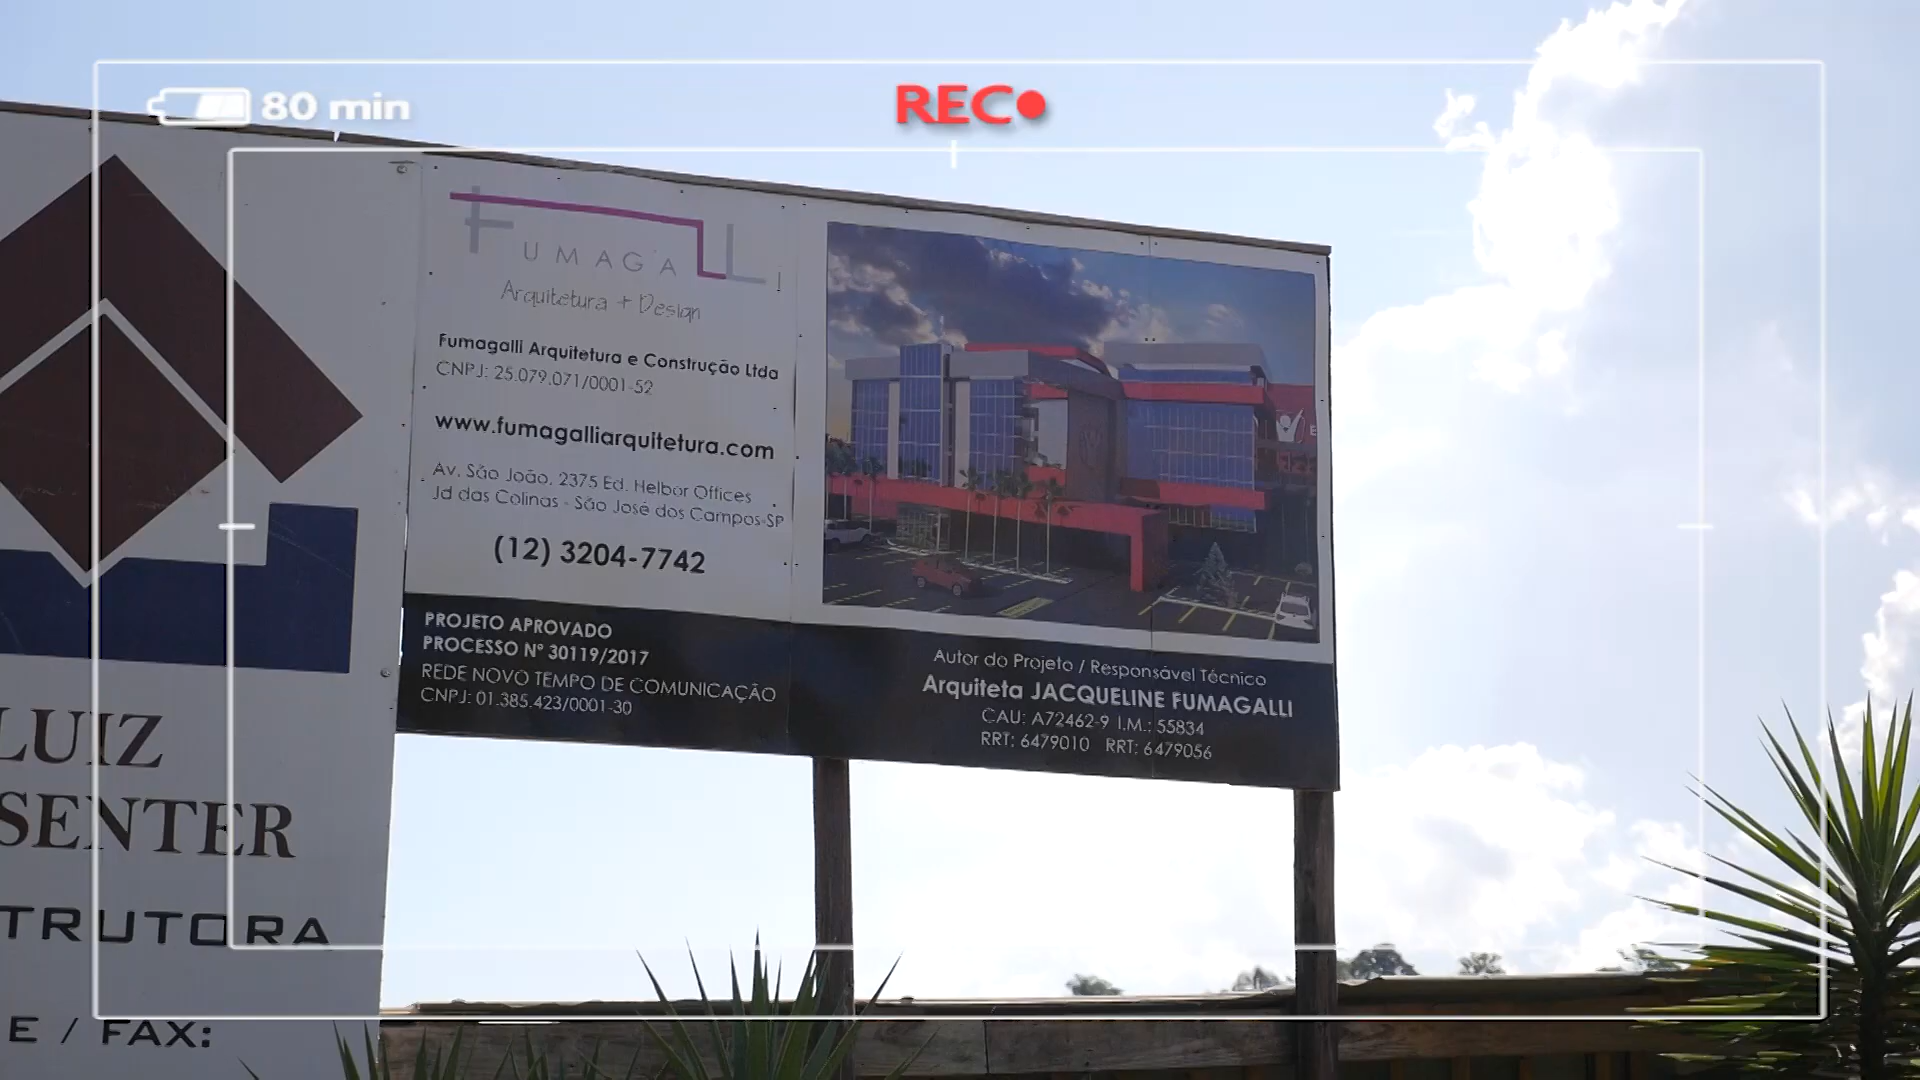 80 min
REC
FUMAGALLI
Arquitetura + Design
Fumagalli Arquitetura e Construção Ltda
CNPJ: 25.079.071/0001-52
www.fumagalliarquitetura.com
Av. São João, 2375 Ed. Helbor Offices
Jd das Colinas - São José dos Campos-SP
(12) 3204-7742
PROJETO APROVADO
PROCESSO Nº 30119/2017
REDE NOVO TEMPO DE COMUNICAÇÃO
CNPJ: 01.385.423/0001-30
Autor do Projeto / Responsável Técnico
Arquiteta JACQUELINE FUMAGALLI
CAU: A72462-9 I.M.: 55834
RRT: 6479010 RRT: 6479056
LUIZ
SENTER
TRUTORA
E / FAX: